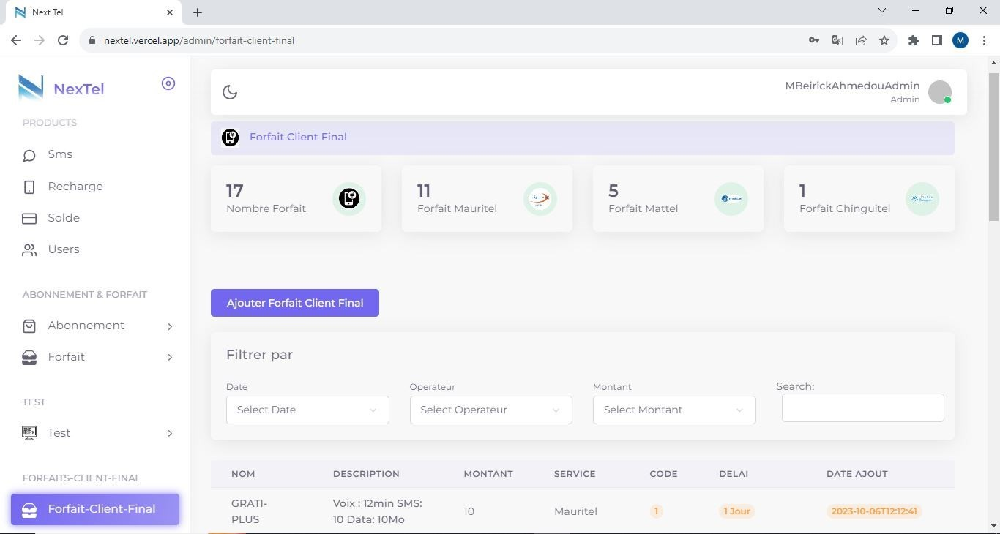 Next Tel
nextel.vercel.app/admin/forfait-client-final
M
NexTel
PRODUCTS
Sms
Recharge
Solde
Users
ABONNEMENT & FORFAIT
Abonnement
Forfait
TEST
Test
FORFAITS-CLIENT-FINAL
Forfait-Client-Final
MBeirickAhmedouAdmin
Admin
Forfait Client Final
17
Nombre Forfait
11
Forfait Mauritel
5
Forfait Mattel
mattel
1
Forfait Chinguitel
Ajouter Forfait Client Final
Filtrer par
Date
Select Date
Operateur
Select Operateur
Montant
Select Montant
Search:
NOM DESCRIPTION MONTANT SERVICE CODE DELAI DATE AJOUT
GRATI-
PLUS
Voix : 12min SMS:
10 Data: 10Mo
10
Mauritel
1
1 Jour
2023-10-06T12:12:41